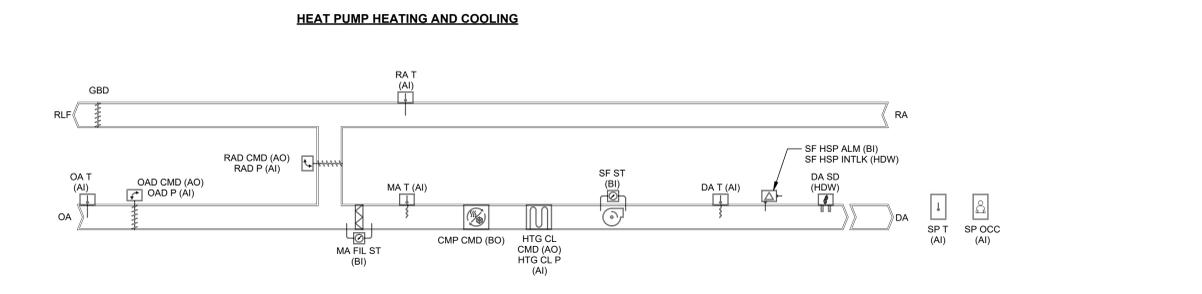 HEAT PUMP HEATING AND COOLING
RA T
(AI)
GBD
RLF
RA
RAD CMD (AO)
RAD P (AI)
SF HSP ALM (BI)
SF HSP INTLK (HDW)
OA T
(AI)
OAD CMD (AO)
OAD P (AI)
MA T (AI)
SF ST
(BI)
DA T (AI)
DA SD
(HDW)
OA
DA
MA FIL ST
(BI)
CMP CMD (BO)
HTG CL
CMD (AO)
HTG CL P
(AI)
SP T
(AI)
SP OCC
(AI)